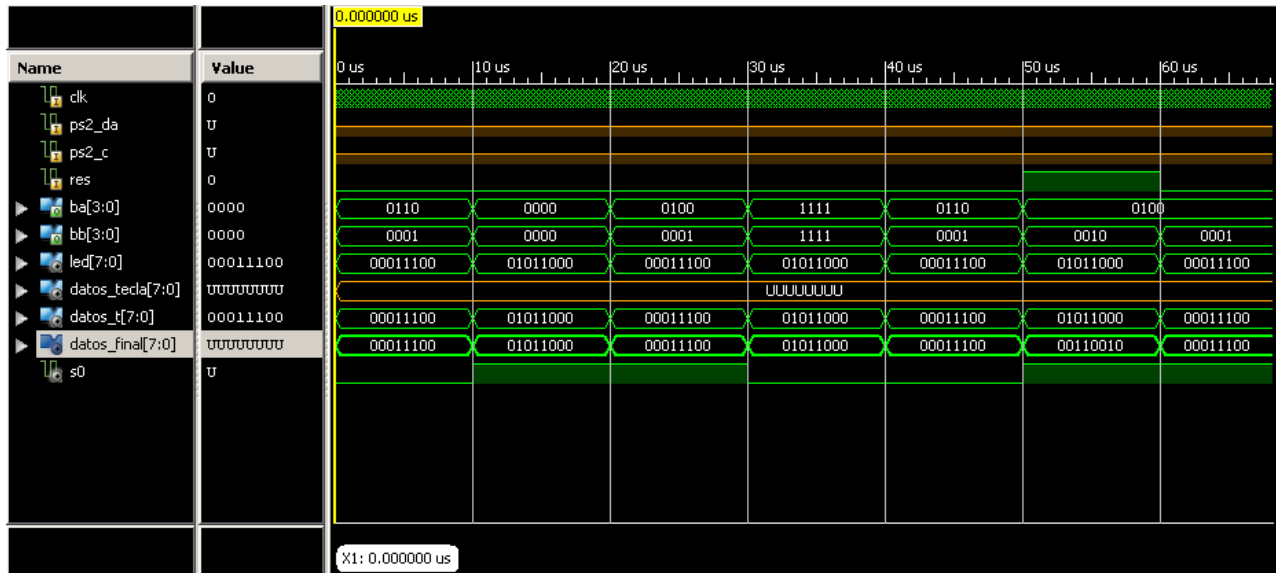 0.000000 us
Name Value
0 us 10 us 20 us 30 us 40 us 50 us 60 us
clk 0
ps2_da U
ps2_c U
res 0
ba[3:0] 0000 0110 0000 0100 1111 0110 0100
bb[3:0] 0000 0001 0000 0001 1111 0001 0010 0001
led[7:0] 00011100 00011100 01011000 00011100 01011000 00011100 01011000 00011100
datos_tecla[7:0] UUUUUUUU UUUUUUUU
datos_t[7:0] 00011100 00011100 01011000 00011100 01011000 00011100 01011000 00011100
datos_final[7:0] UUUUUUUU 00011100 01011000 00011100 01011000 00011100 00110010 00011100
s0 U
X1: 0.000000 us